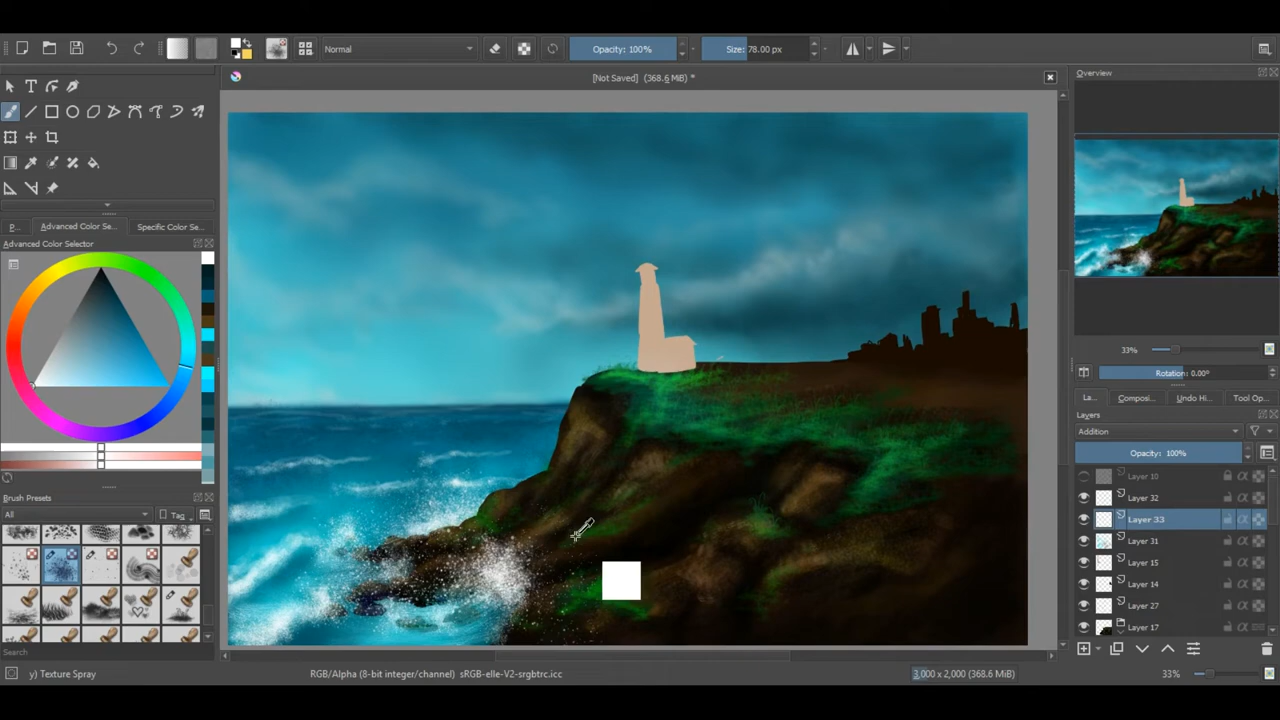 Normal
Opacity: 100%
Size: 78.00 px
[Not Saved] (368.6 MiB) *
Overview
P...
Advanced Color Se...
Specific Color Se...
Advanced Color Selector
33%
Rotation: 0.00°
La...
Composi...
Undo Hi...
Tool Op...
Layers
Addition
Opacity: 100%
Layer 10
Layer 32
Layer 33
Layer 31
Layer 15
Layer 14
Layer 27
Layer 17
Brush Presets
All
Tag
Search
y) Texture Spray
RGB/Alpha (8-bit integer/channel) sRGB-elle-V2-srgbtrc.icc
3,000 x 2,000 (368.6 MiB)
33%